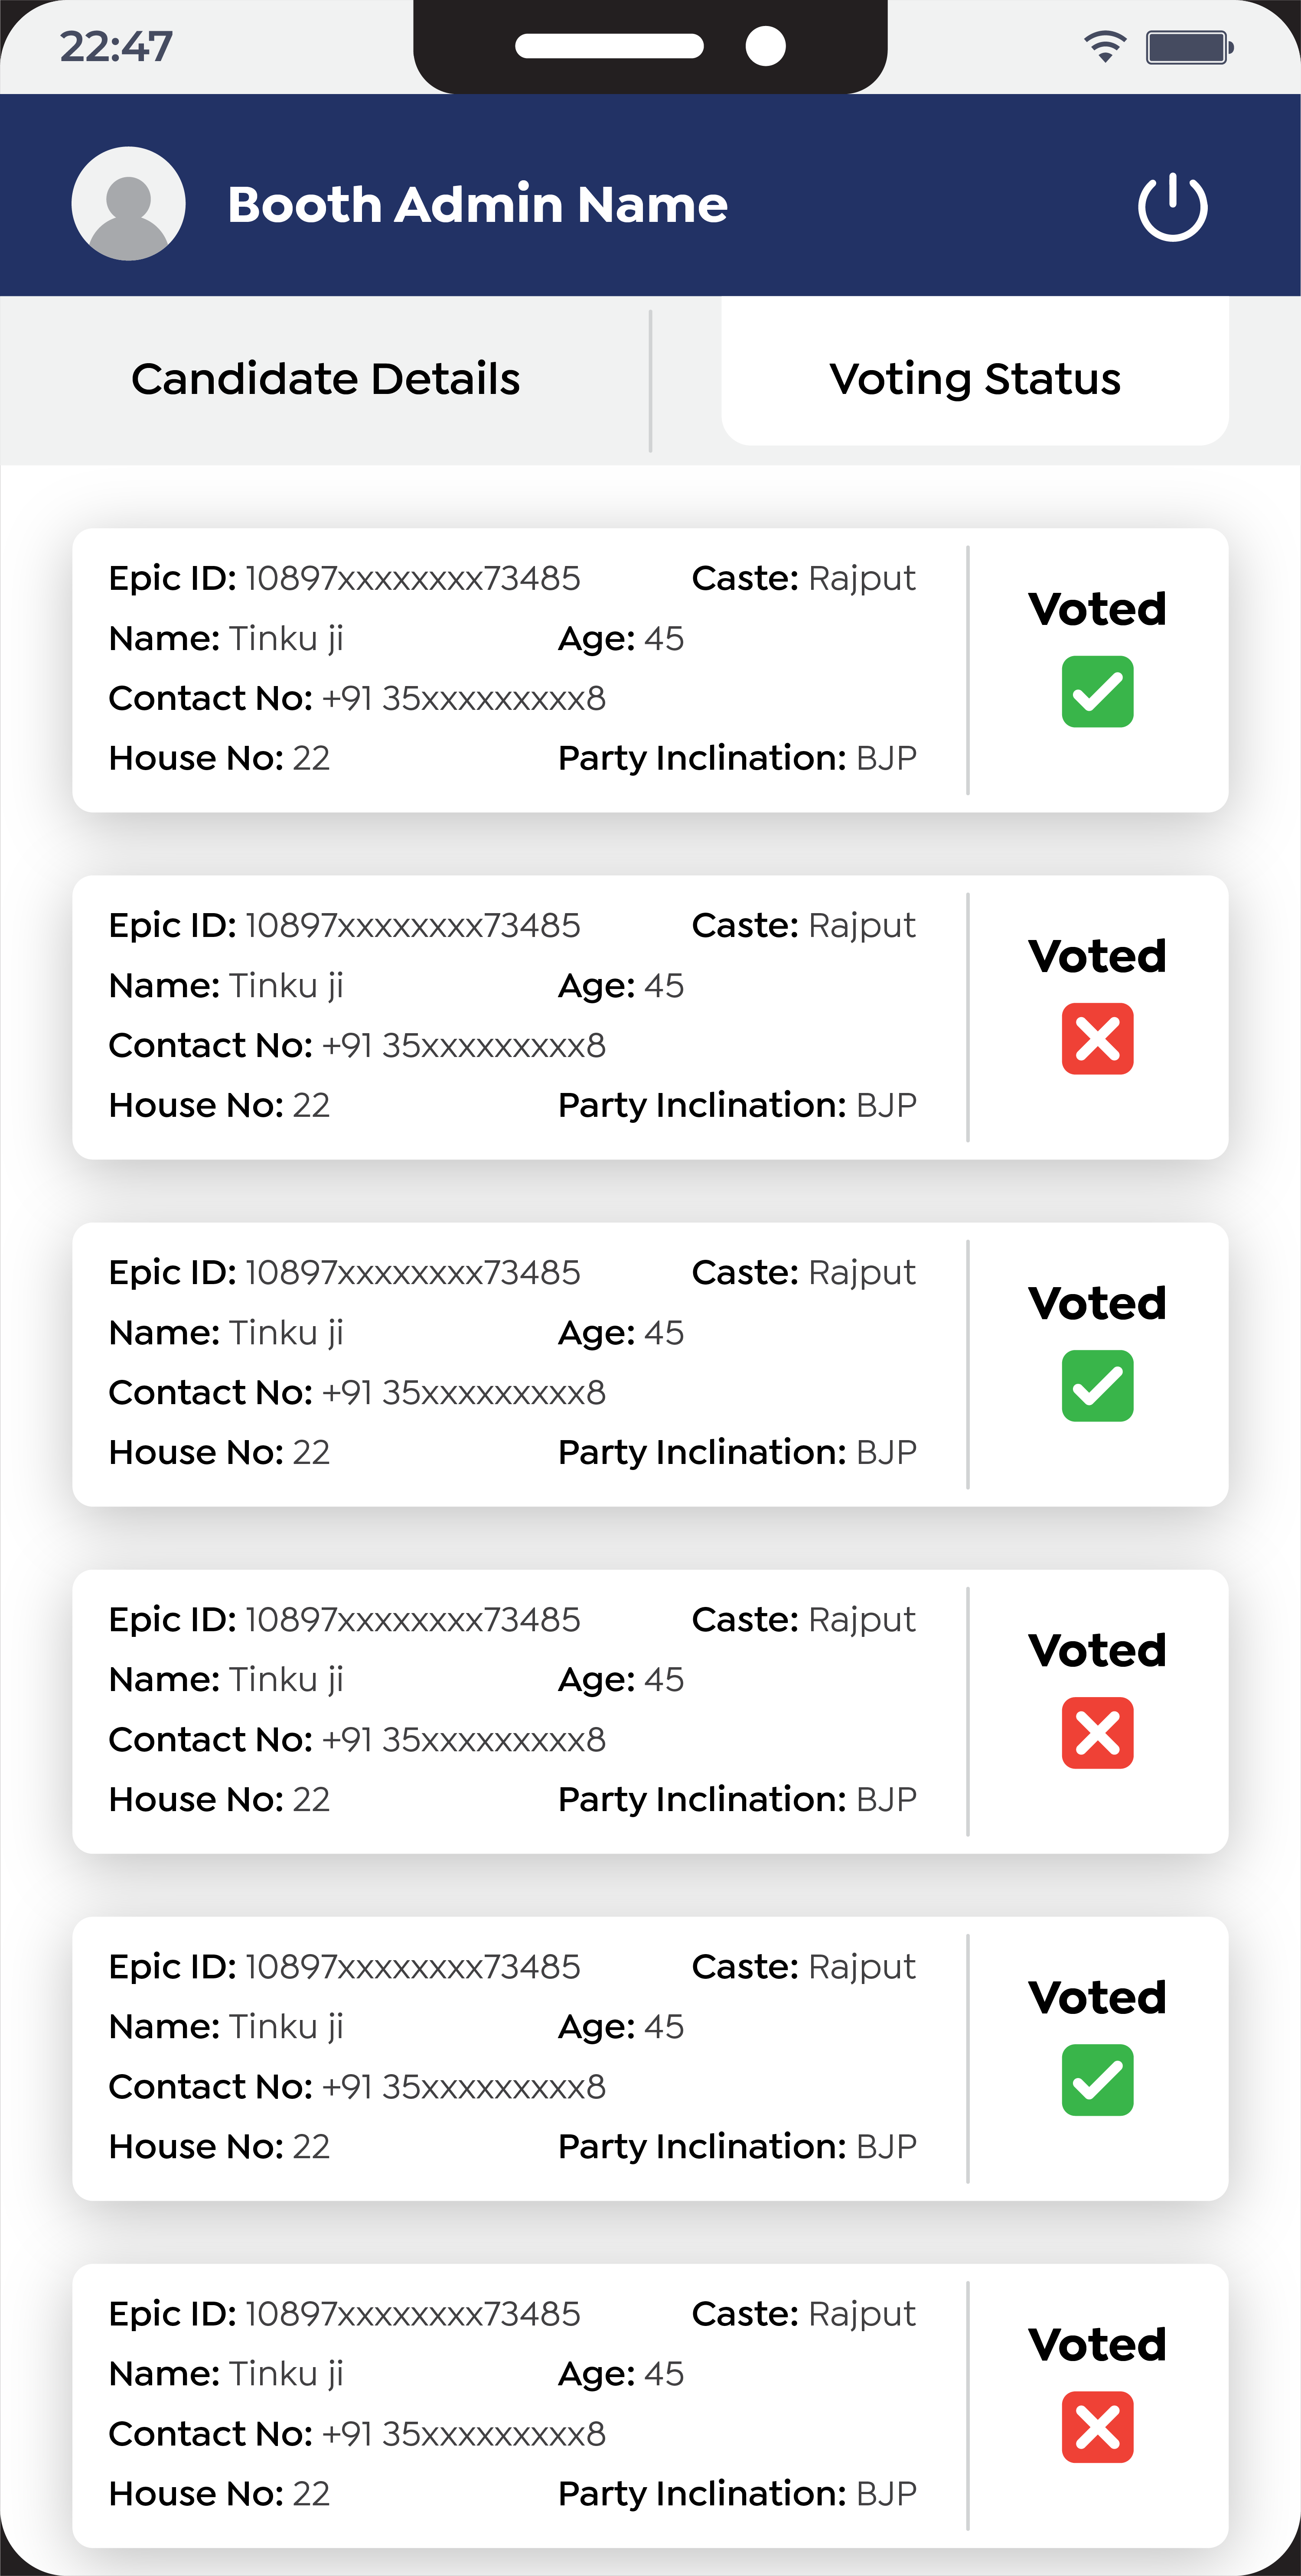 22:47
Booth Admin Name
Candidate Details
Voting Status
Epic ID: 10897xxxxxxxx73485 Caste: Rajput
Name: Tinku ji Age: 45
Contact No: +91 35xxxxxxxxx8
House No: 22 Party Inclination: BJP
Voted
Epic ID: 10897xxxxxxxx73485 Caste: Rajput
Name: Tinku ji Age: 45
Contact No: +91 35xxxxxxxxx8
House No: 22 Party Inclination: BJP
Voted
Epic ID: 10897xxxxxxxx73485 Caste: Rajput
Name: Tinku ji Age: 45
Contact No: +91 35xxxxxxxxx8
House No: 22 Party Inclination: BJP
Voted
Epic ID: 10897xxxxxxxx73485 Caste: Rajput
Name: Tinku ji Age: 45
Contact No: +91 35xxxxxxxxx8
House No: 22 Party Inclination: BJP
Voted
Epic ID: 10897xxxxxxxx73485 Caste: Rajput
Name: Tinku ji Age: 45
Contact No: +91 35xxxxxxxxx8
House No: 22 Party Inclination: BJP
Voted
Epic ID: 10897xxxxxxxx73485 Caste: Rajput
Name: Tinku ji Age: 45
Contact No: +91 35xxxxxxxxx8
House No: 22 Party Inclination: BJP
Voted